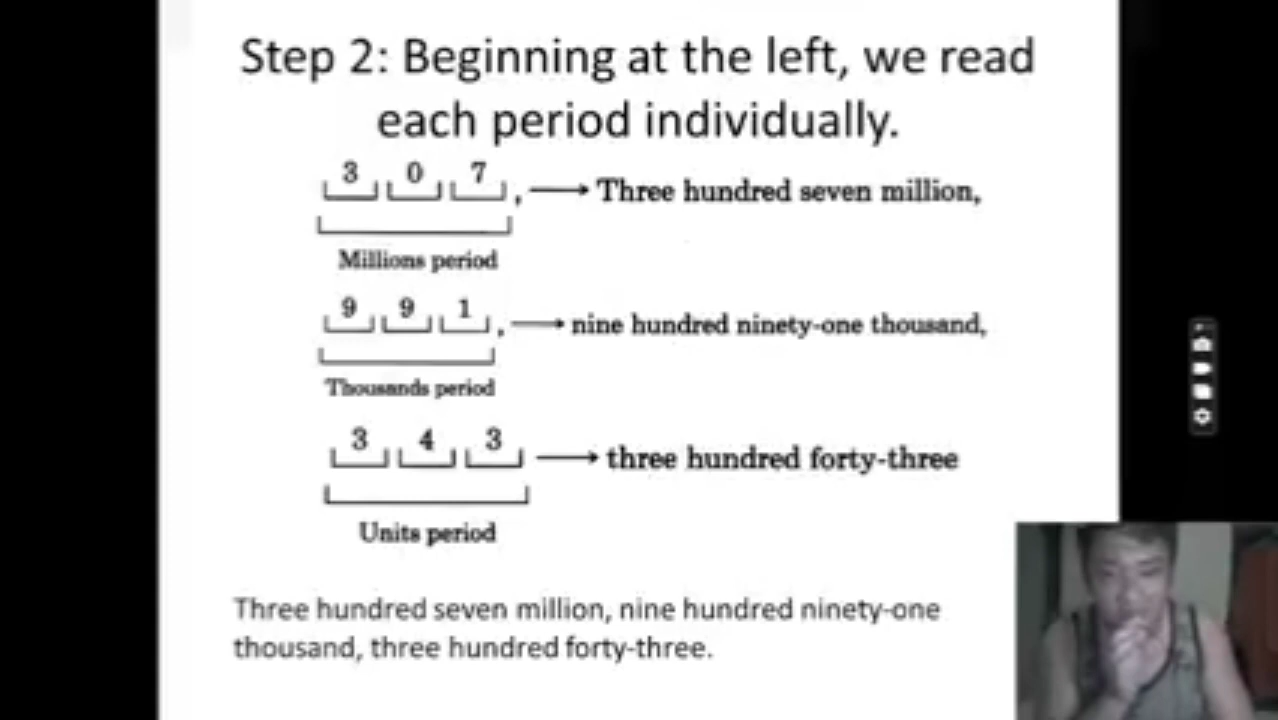 Step 2: Beginning at the left, we read
each period individually.
3 0 7 , Three hundred seven million,
Millions period
9 9 1 , nine hundred ninety-one thousand,
Thousands period
3 4 3 three hundred forty-three
Units period
Three hundred seven million, nine hundred ninety-one
thousand, three hundred forty-three.